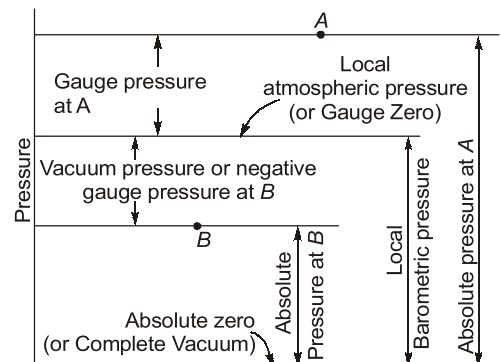 A
Gauge pressure
at A
Local
atmospheric pressure
(or Gauge Zero)
Pressure
Vacuum pressure or negative
gauge pressure at B
B
Absolute
Pressure at B
Local
Barometric pressure
Absolute pressure at A
Absolute zero
(or Complete Vacuum)